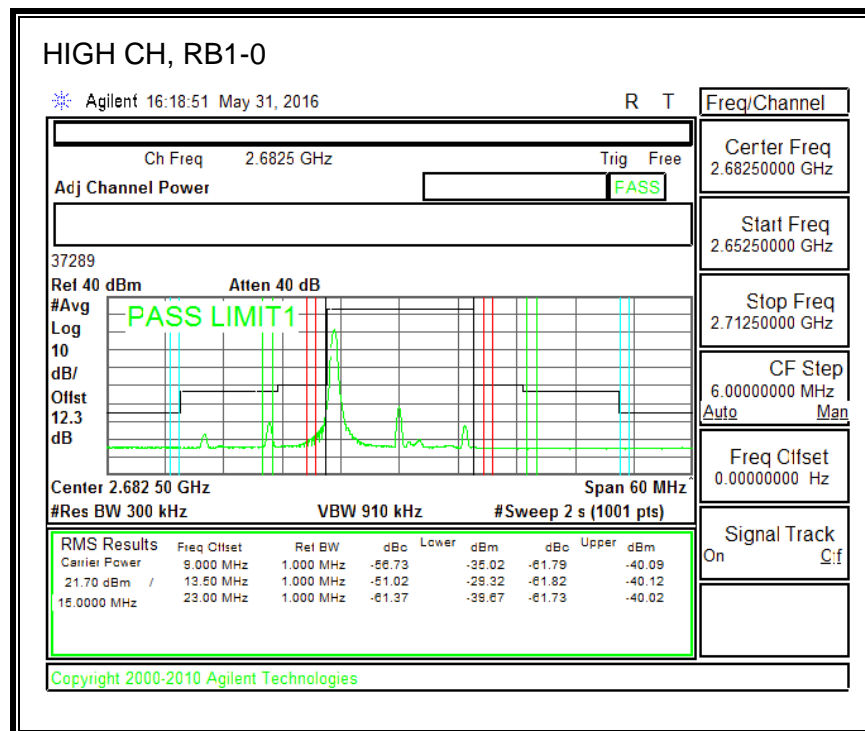 HIGH CH, RB1-0
Agilent 16:18:51 May 31, 2016 R T
Freq/Channel
Ch Freq 2.6825 GHz Trig Free
Adj Channel Power PASS
Center Freq
2.68250000 GHz
Start Freq
2.65250000 GHz
Stop Freq
2.71250000 GHz
CF Step
6.00000000 MHz
Auto Man
Freq Offset
0.00000000 Hz
Signal Track
On Off
37289
Ref 40 dBm Atten 40 dB
#Avg
Log
10
dB/
Offst
12.3
dB
PASS LIMIT1
Center 2.682 50 GHz Span 60 MHz^
#Res BW 300 kHz VBW 910 kHz #Sweep 2 s (1001 pts)
RMS Results Freq Offset Ref BW dBc Lower dBm dBc Upper dBm
Carrier Power 9.000 MHz 1.000 MHz -56.73 -35.02 -61.79 -40.09
21.70 dBm / 13.50 MHz 1.000 MHz -51.02 -29.32 -61.82 -40.12
15.0000 MHz 23.00 MHz 1.000 MHz -61.37 -39.67 -61.73 -40.02
Copyright 2000-2010 Agilent Technologies